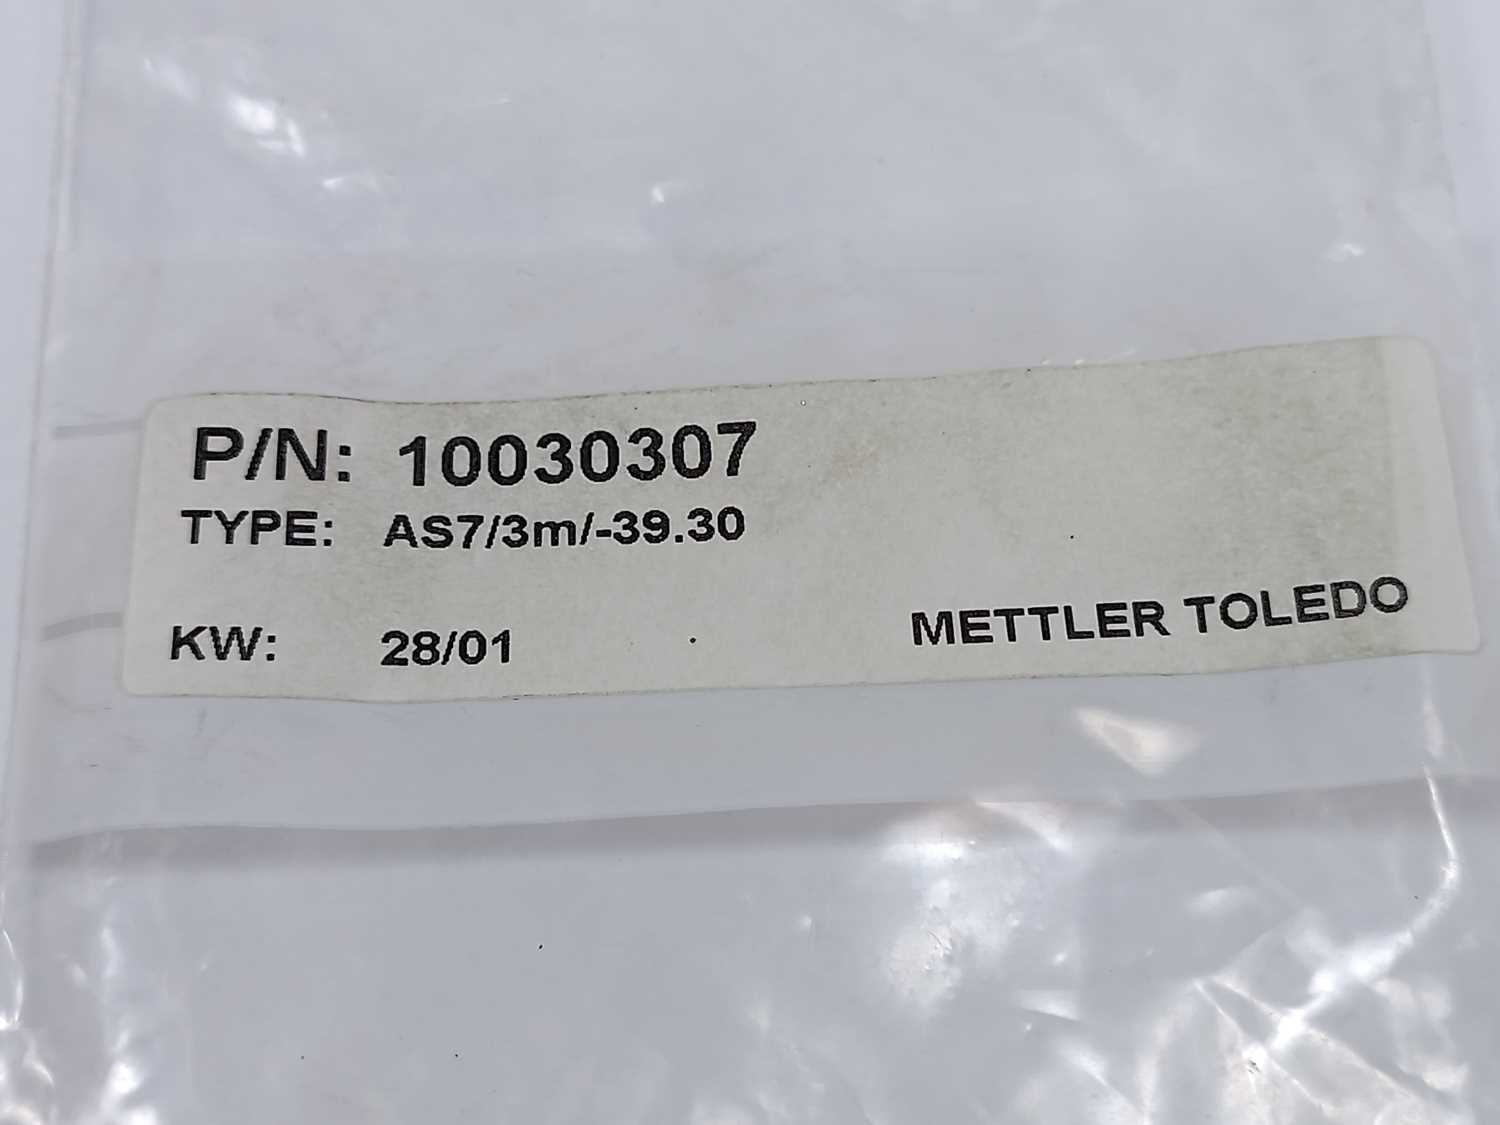 P/N: 10030307
TYPE: AS7/3m/-39.30
KW: 28/01
METTLER TOLEDO